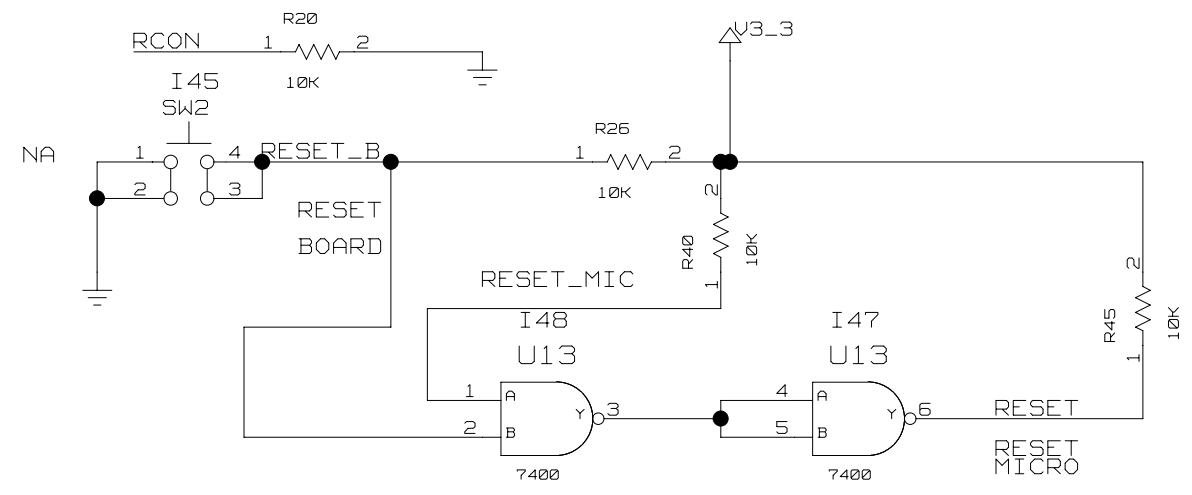 R20
V3_3
RCON 1 2
10K
I45
SW2
R26
NA 1 4 RESET_B 1 2
10K
2 3
2
RESET
BOARD
R40 10K
1
RESET_MIC
2
R45 10K
1
I48 I47
U13 U13
1 A 4 A
Y 3 Y 6 RESET
2 B 5 B
RESET
MICRO
7400 7400